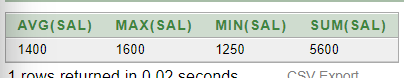 AVG(SAL) MAX(SAL) MIN(SAL) SUM(SAL)
1400 1600 1250 5600
1 rows returned in 0.02 seconds CSV Export